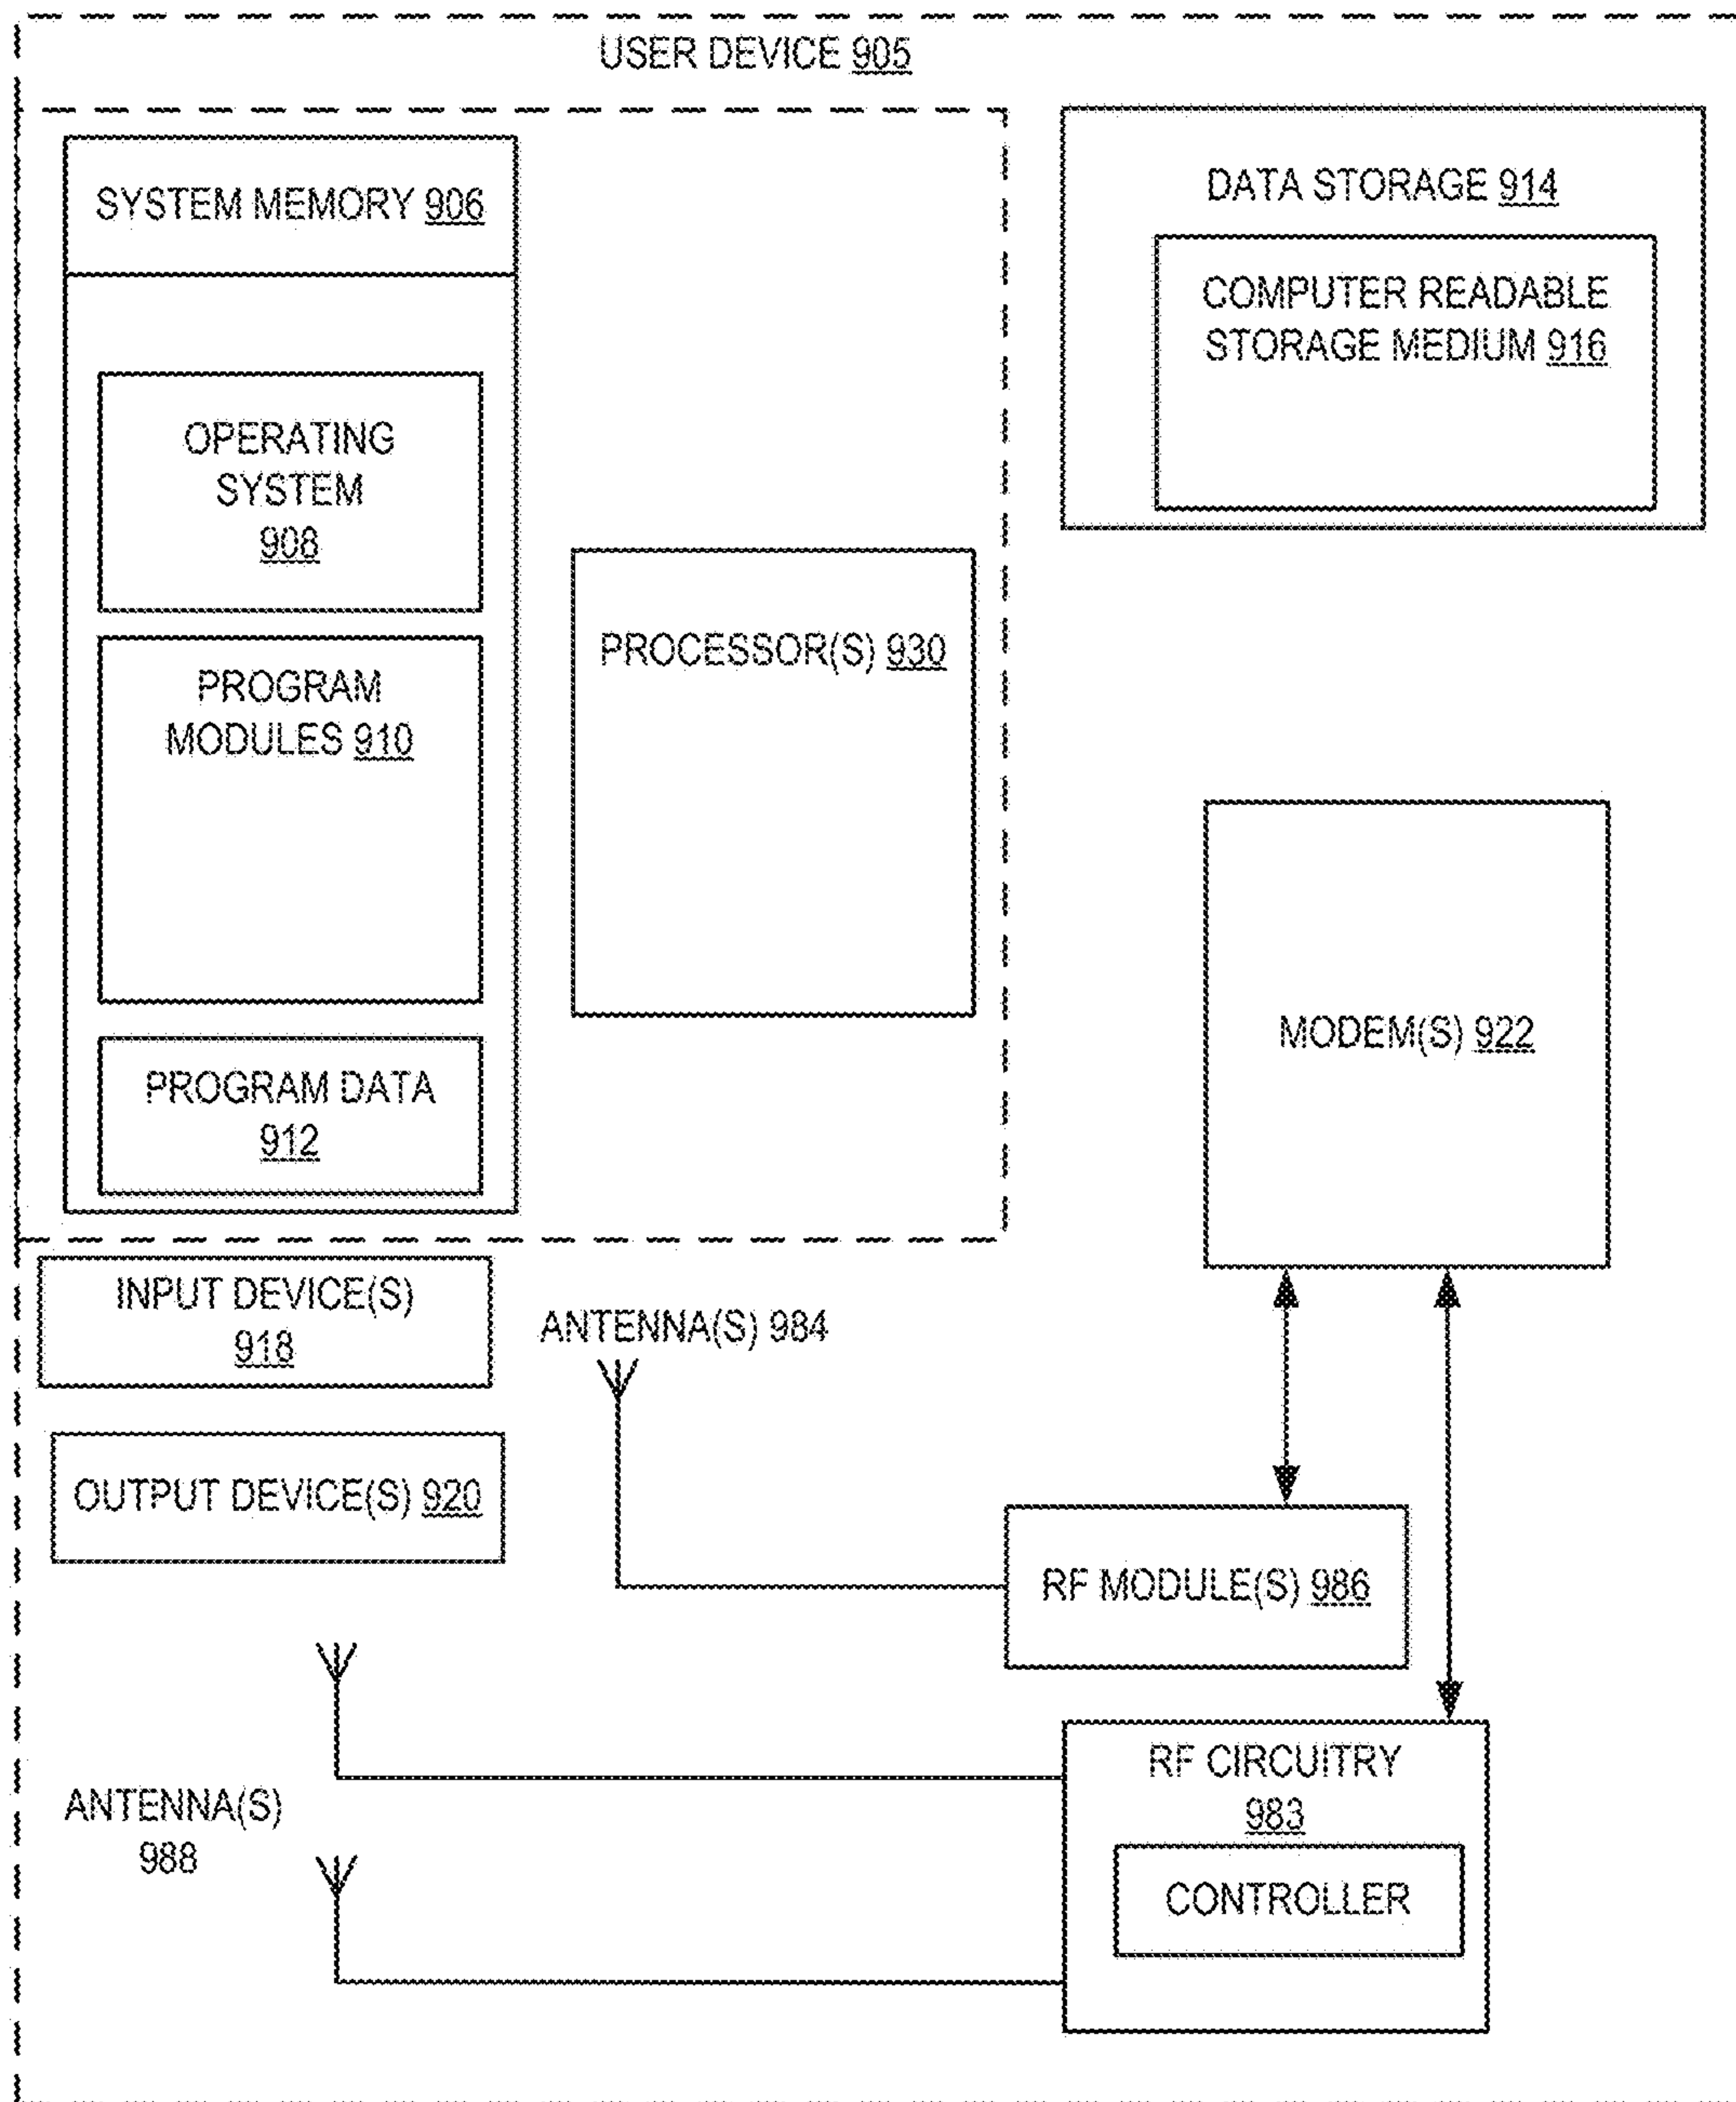 USER DEVICE 905
SYSTEM MEMORY 906
OPERATING
SYSTEM
908
PROGRAM
MODULES 910
PROGRAM DATA
912
PROCESSOR(S) 930
DATA STORAGE 914
COMPUTER READABLE
STORAGE MEDIUM 916
MODEM(S) 922
INPUT DEVICE(S)
918
OUTPUT DEVICE(S) 920
ANTENNA(S) 984
RF MODULE(S) 986
ANTENNA(S)
988
RF CIRCUITRY
983
CONTROLLER